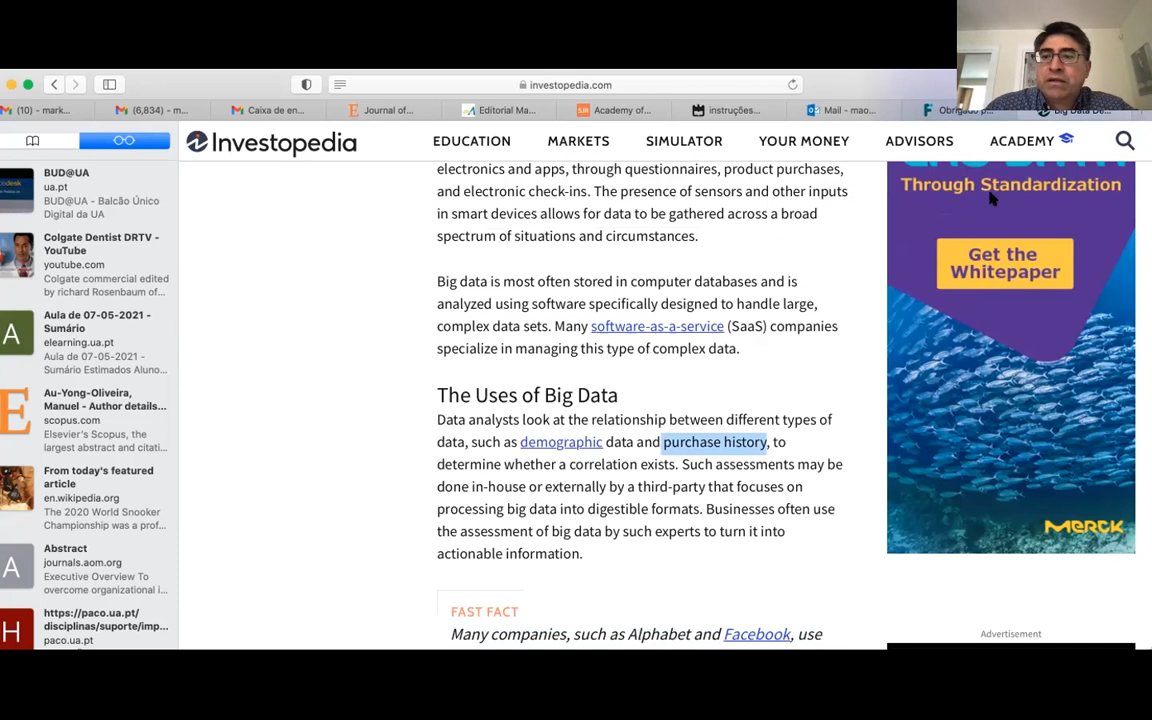 investopedia.com
(10) - mark...
(6,834) - m...
Caixa de en...
Journal of...
Editorial Ma...
Academy of...
instruções...
Mail - mao...
Obrigado p...
Big Data De...
Investopedia
EDUCATION
MARKETS
SIMULATOR
YOUR MONEY
ADVISORS
ACADEMY
BUD@UA
ua.pt
BUD@UA - Balcão Único
Digital da UA
Colgate Dentist DRTV -
YouTube
youtube.com
Colgate commercial edited
by richard Rosenbaum of...
A
Aula de 07-05-2021 -
Sumário
elearning.ua.pt
Aula de 07-05-2021 -
Sumário Estimados Aluno...
E
Au-Yong-Oliveira,
Manuel - Author details...
scopus.com
Elsevier's Scopus, the
largest abstract and citati...
From today's featured
article
en.wikipedia.org
The 2020 World Snooker
Championship was a prof...
A
Abstract
journals.aom.org
Executive Overview To
overcome organizational i...
H
https://paco.ua.pt/
disciplinas/suporte/imp...
paco.ua.pt
electronics and apps, through questionnaires, product purchases,
and electronic check-ins. The presence of sensors and other inputs
in smart devices allows for data to be gathered across a broad
spectrum of situations and circumstances.
Big data is most often stored in computer databases and is
analyzed using software specifically designed to handle large,
complex data sets. Many software-as-a-service (SaaS) companies
specialize in managing this type of complex data.
The Uses of Big Data
Data analysts look at the relationship between different types of
data, such as demographic data and purchase history, to
determine whether a correlation exists. Such assessments may be
done in-house or externally by a third-party that focuses on
processing big data into digestible formats. Businesses often use
the assessment of big data by such experts to turn it into
actionable information.
FAST FACT
Many companies, such as Alphabet and Facebook, use
Through Standardization
Get the
Whitepaper
MERCK
Advertisement